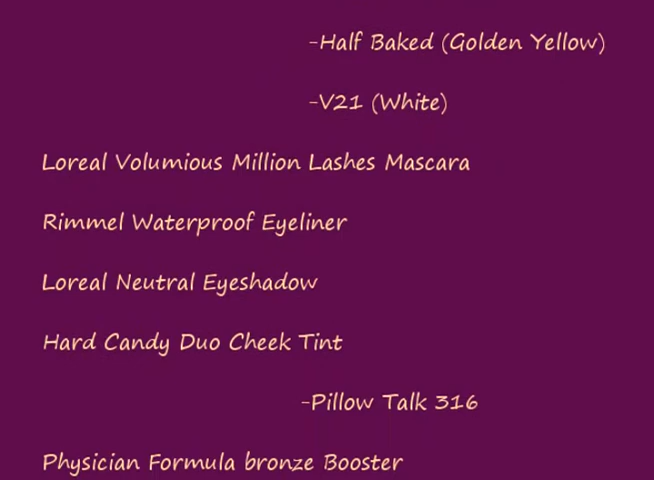 -Half Baked (Golden Yellow)
-V21 (White)
Loreal Volumious Million Lashes Mascara
Rimmel Waterproof Eyeliner
Loreal Neutral Eyeshadow
Hard Candy Duo Cheek Tint
-Pillow Talk 316
Physician Formula bronze Booster